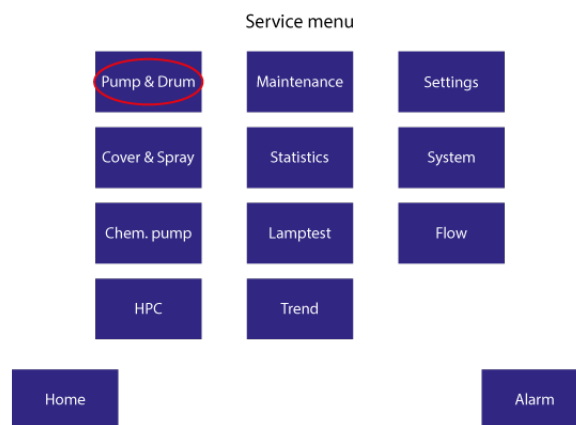 Service menu
Pump & Drum
Maintenance
Settings
Cover & Spray
Statistics
System
Chem. pump
Lamptest
Flow
HPC
Trend
Home
Alarm